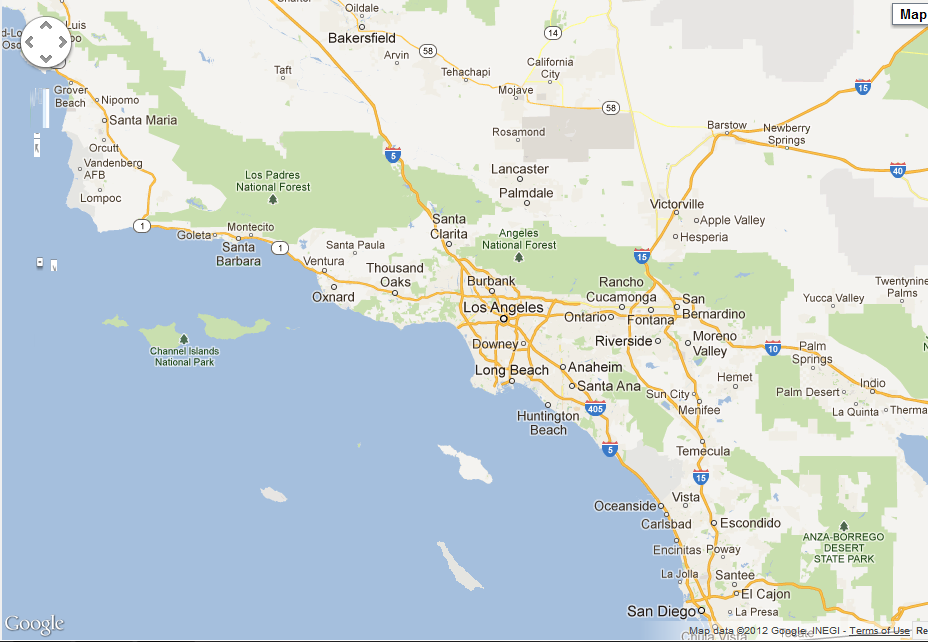 Oildale
Map
Luis
Bakersfield
14
Arvin
58
California
City
Taft
Tehachapi
15
Grover
Beach
Nipomo
Mojave
58
Santa Maria
Rosamond
Barstow
Newberry
Springs
Orcutt
5
Vandenberg
AFB
Lancaster
40
Los Padres
National Forest
Palmdale
Lompoc
Victorville
1
Santa
Clarita
Apple Valley
Goleta
Montecito
Angeles
National Forest
Hesperia
Santa
Barbara
1
Santa Paula
15
Ventura
Thousand
Oaks
Burbank
Rancho
Cucamonga
Twentynine
Palms
Oxnard
Los Angeles
San
Bernardino
Yucca Valley
Ontario
Fontana
Channel Islands
National Park
Downey
Riverside
Moreno
Valley
10
Palm
Springs
Long Beach
Anaheim
Santa Ana
Hemet
Indio
Sun City
Palm Desert
405
Menifee
La Quinta
Therma
Huntington
Beach
5
Temecula
15
Vista
Oceanside
Carlsbad
Escondido
ANZA-BORREGO
DESERT
STATE PARK
Encinitas
Poway
La Jolla
Santee
El Cajon
San Diego
La Presa
Google
Map data ©2012 Google, INEGI - Terms of Use
Re
Chula Vista